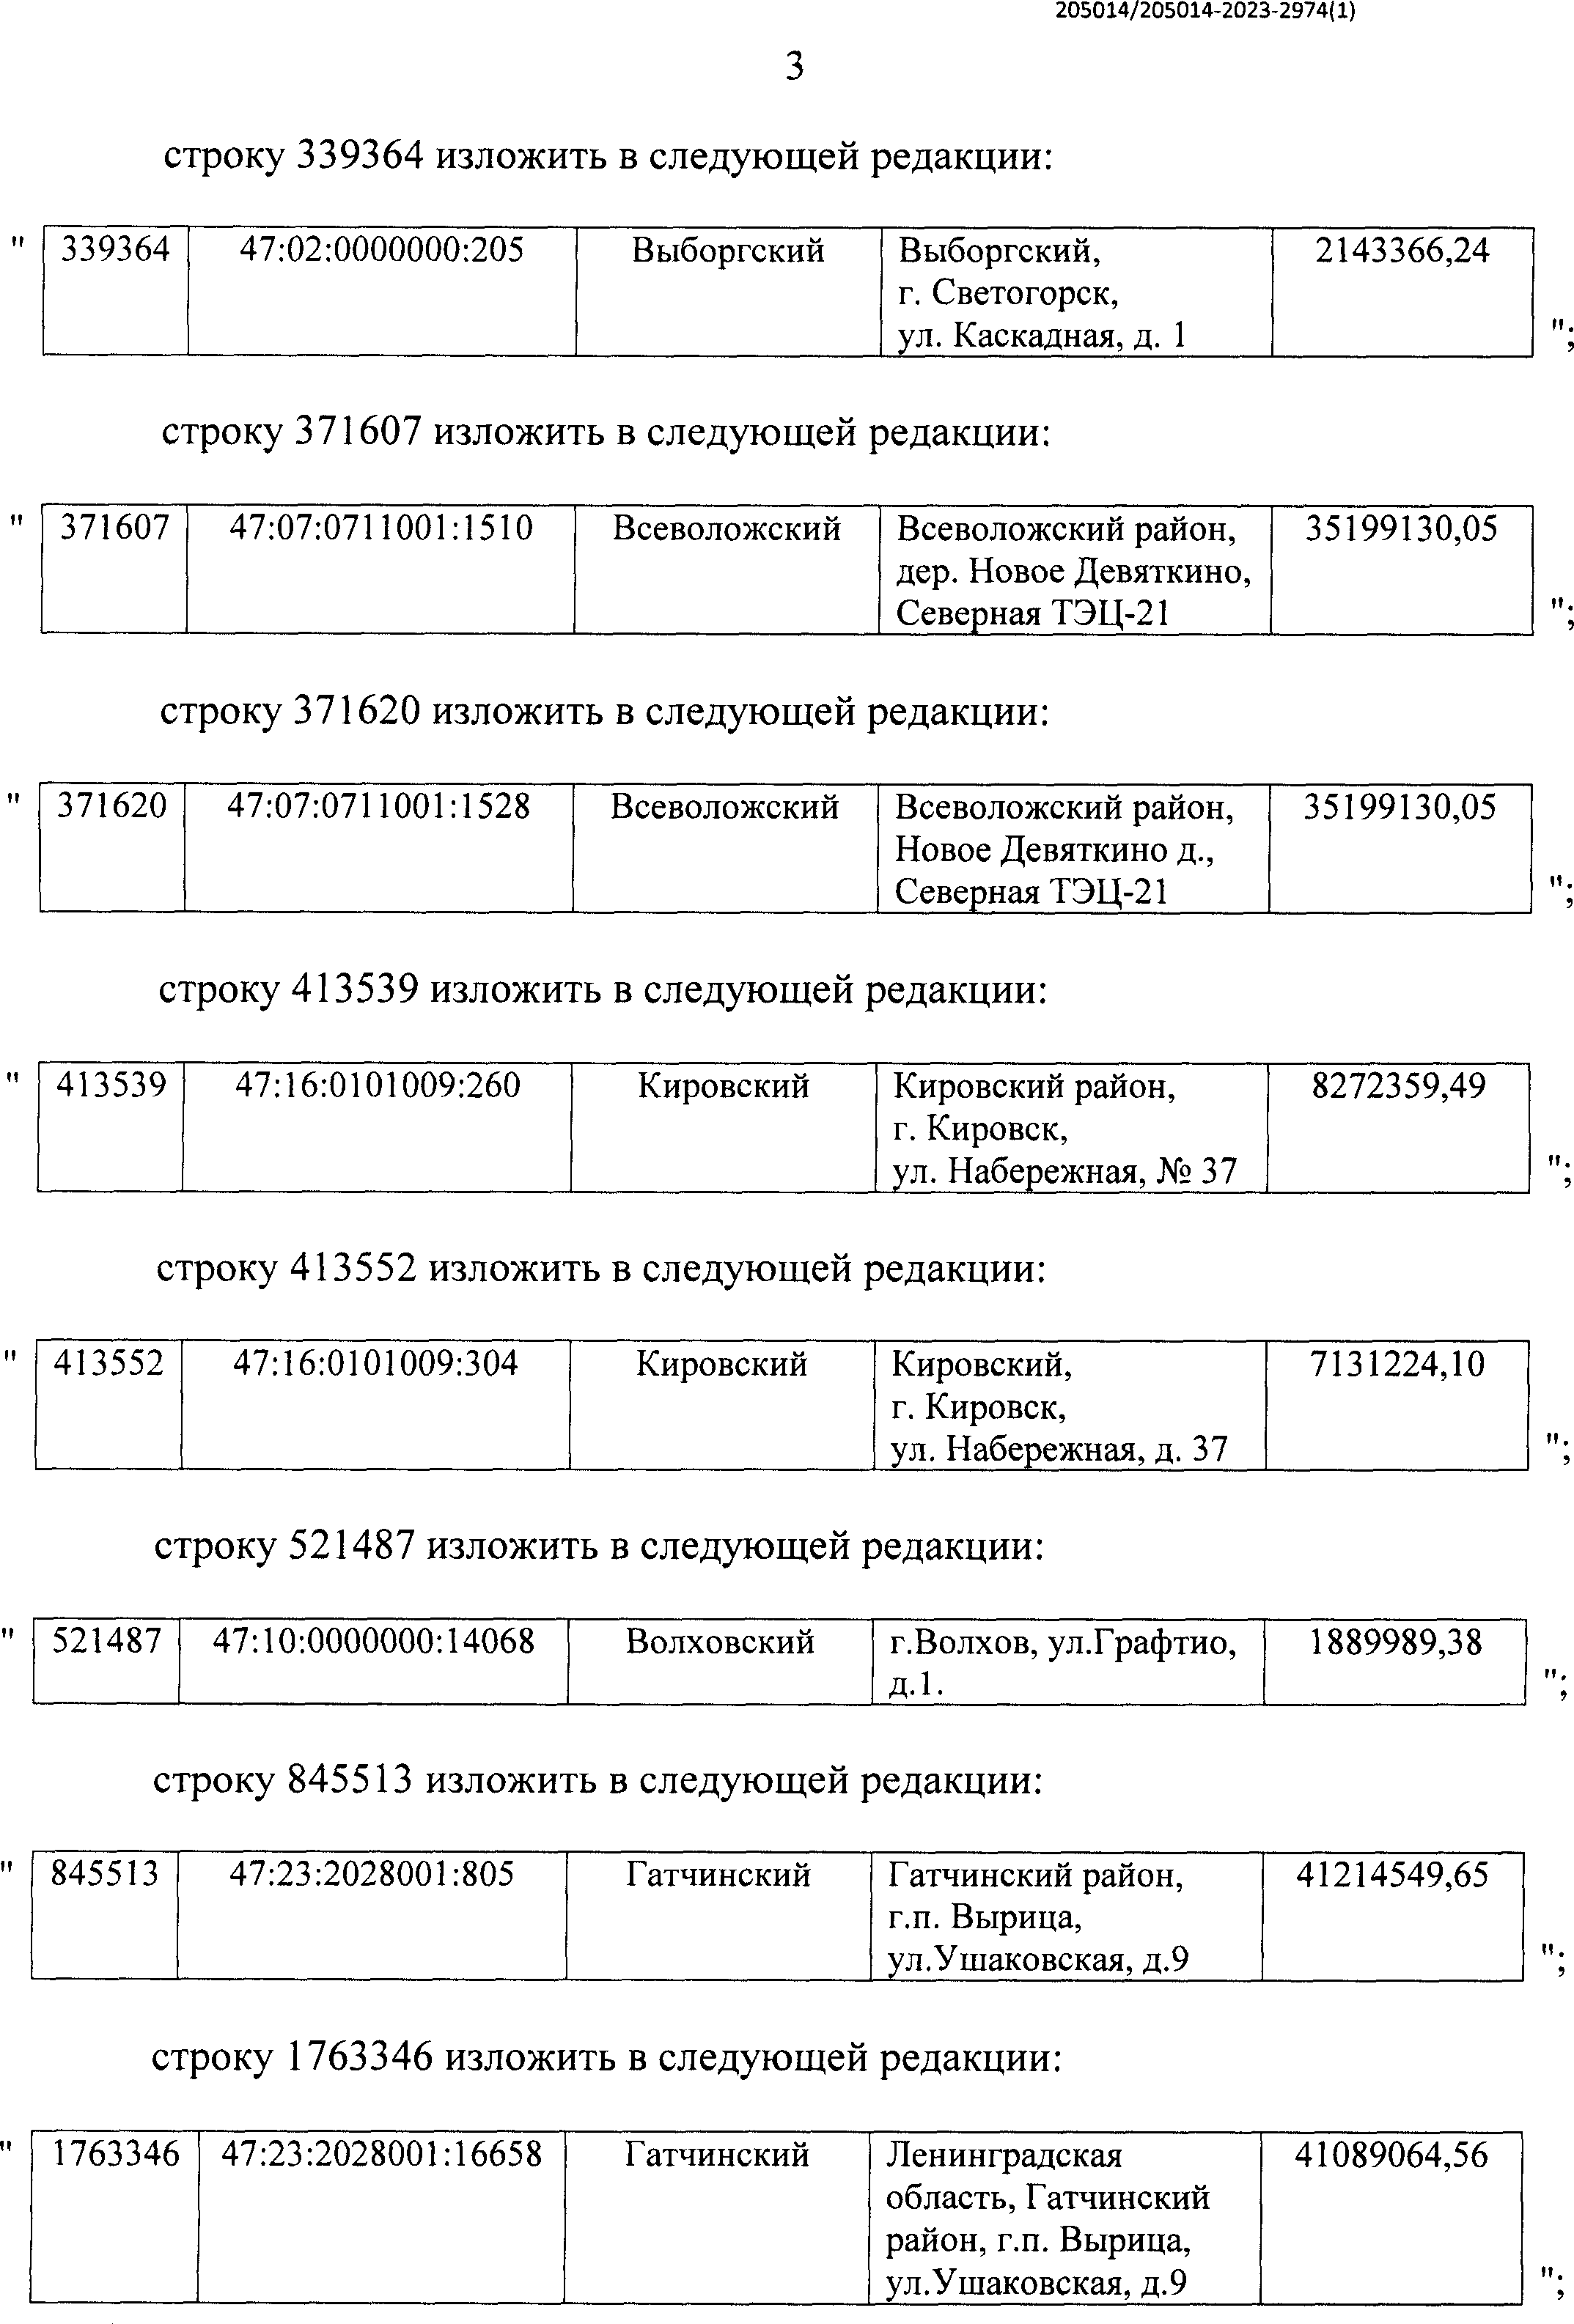 205014/205014-2023-2974(1)
3
строку 339364 изложить в следующей редакции:
" 339364 47:02:0000000:205 Выборгский Выборгский, 2143366,24
г. Светогорск,
ул. Каскадная, д. 1 ";
строку 371607 изложить в следующей редакции:
" 371607 47:07:0711001:1510 Всеволожский Всеволожский район, 35199130,05
дер. Новое Девяткино,
Северная ТЭЦ-21 ";
строку 371620 изложить в следующей редакции:
" 371620 47:07:0711001:1528 Всеволожский Всеволожский район, 35199130,05
Новое Девяткино д.,
Северная ТЭЦ-21 ";
строку 413539 изложить в следующей редакции:
" 413539 47:16:0101009:260 Кировский Кировский район, 8272359,49
г. Кировск,
ул. Набережная, № 37 ";
строку 413552 изложить в следующей редакции:
" 413552 47:16:0101009:304 Кировский Кировский, 7131224,10
г. Кировск,
ул. Набережная, д. 37 ";
строку 521487 изложить в следующей редакции:
" 521487 47:10:0000000:14068 Волховский г.Волхов, ул.Графтио, 1889989,38
д.1. ";
строку 845513 изложить в следующей редакции:
" 845513 47:23:2028001:805 Гатчинский Гатчинский район, 41214549,65
г.п. Вырица,
ул.Ушаковская, д.9 ";
строку 1763346 изложить в следующей редакции:
" 1763346 47:23:2028001:16658 Гатчинский Ленинградская 41089064,56
область, Гатчинский
район, г.п. Вырица,
ул.Ушаковская, д.9 ";